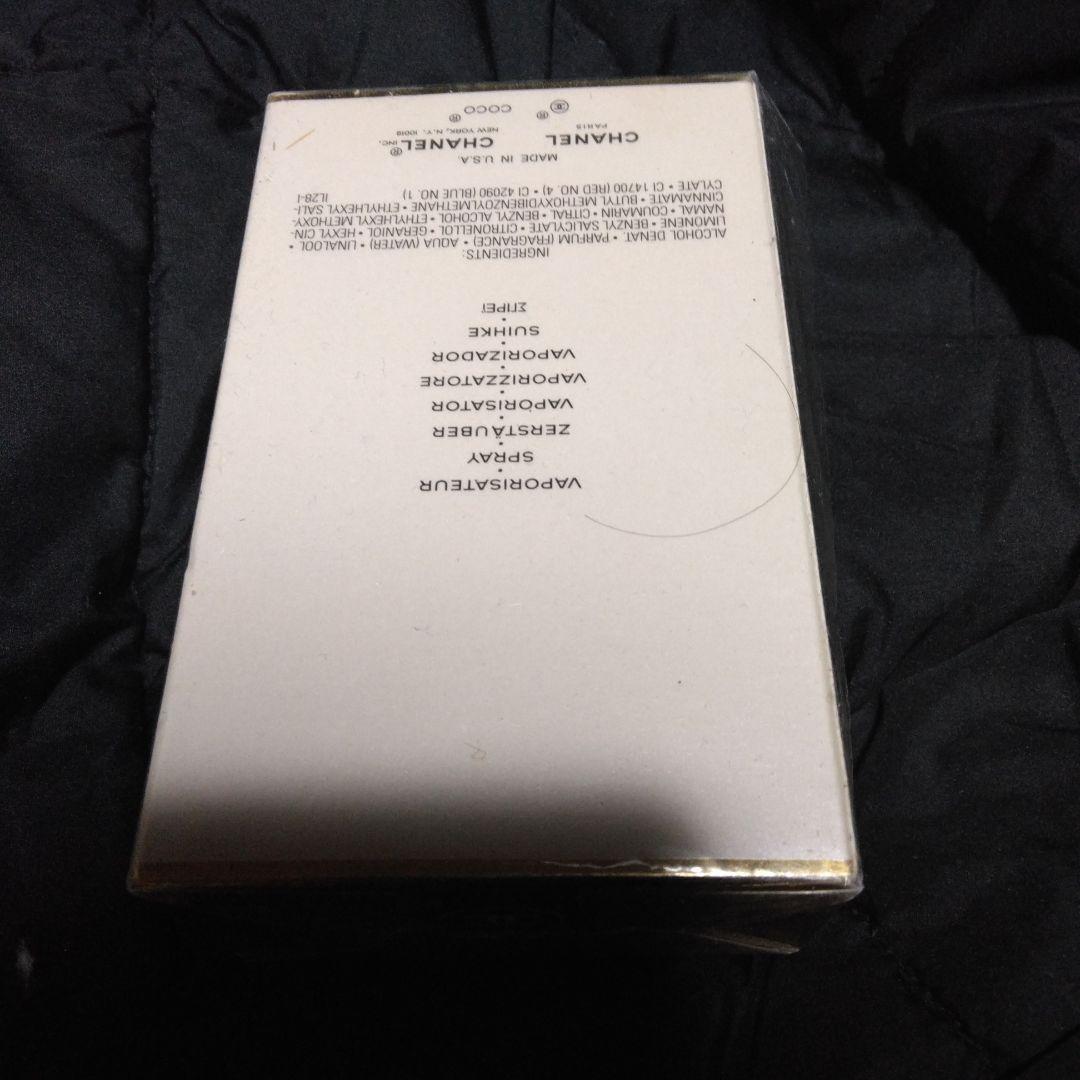 VAPORISATEUR
•
SPRAY
•
ZERSTÄUBER
•
VAPORISATOR
•
VAPORIZZATORE
•
VAPORIZADOR
•
SUIHKE
•
ΣΠΡΕΪ
INGREDIENTS:
ALCOHOL DENAT. • PARFUM (FRAGRANCE) • AQUA (WATER) • LINALOOL •
LIMONENE • BENZYL SALICYLATE • CITRONELLOL • GERANIOL • HEXYL CIN-
NAMAL • COUMARIN • CITRAL • BENZYL ALCOHOL • ETHYLHEXYL METHOXY-
CINNAMATE • BUTYL METHOXYDIBENZOYLMETHANE • ETHYLHEXYL SALI-
CYLATE • CI 14700 (RED NO. 4) • CI 42090 (BLUE NO. 1)
IL28-I
MADE IN U.S.A.
CHANEL CHANEL® INC.
PARIS NEW YORK, N.Y. 10019
® COCO®